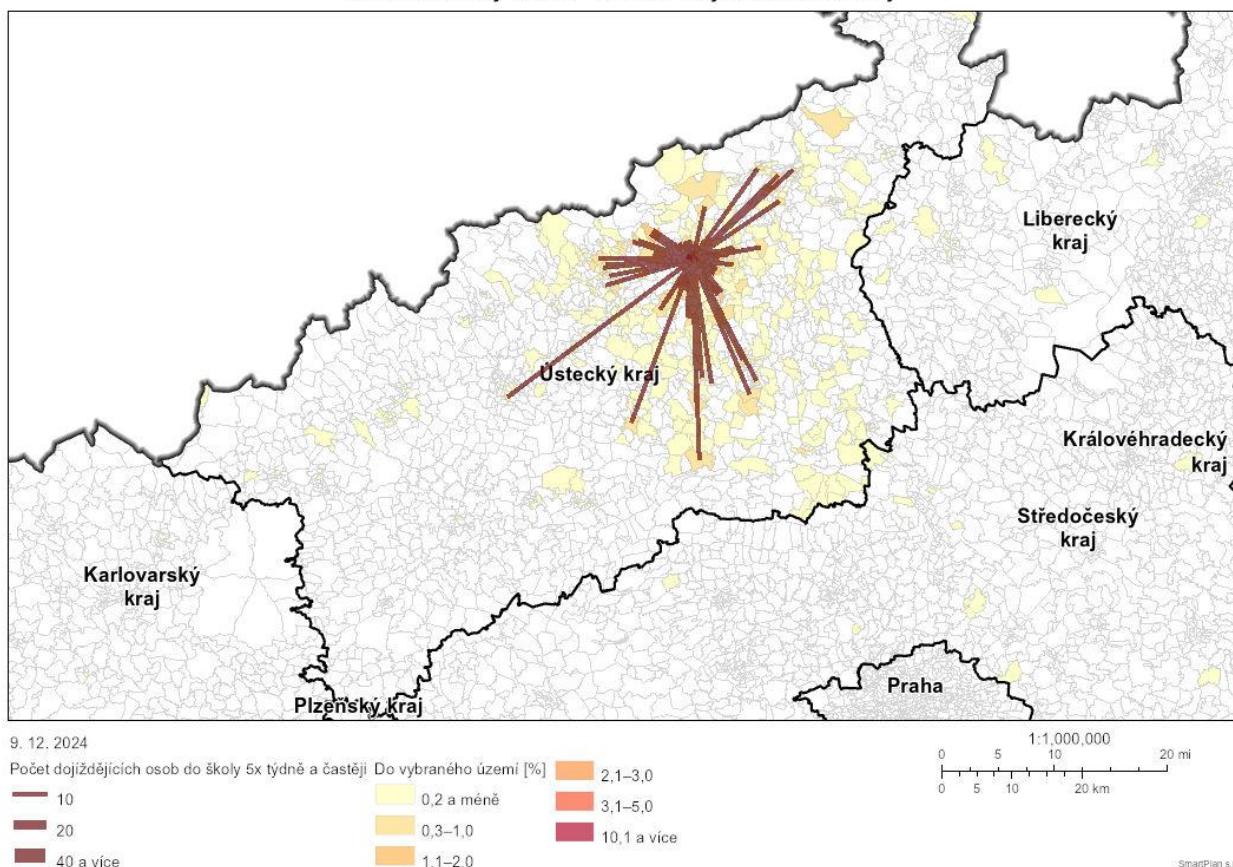 Liberecký
kraj
Ústecký kraj
Královéhradecký
kraj
Středočeský
kraj
Karlovarský
kraj
Praha
Plzeňský kraj
9. 12. 2024
Počet dojíždějících osob do školy 5x týdně a častěji
10
20
40 a více
Do vybraného území [%]
0,2 a méně
0,3–1,0
1,1–2,0
2,1–3,0
3,1–5,0
10,1 a více
1:1,000,000
0 5 10 20 mi
0 5 10 20 km